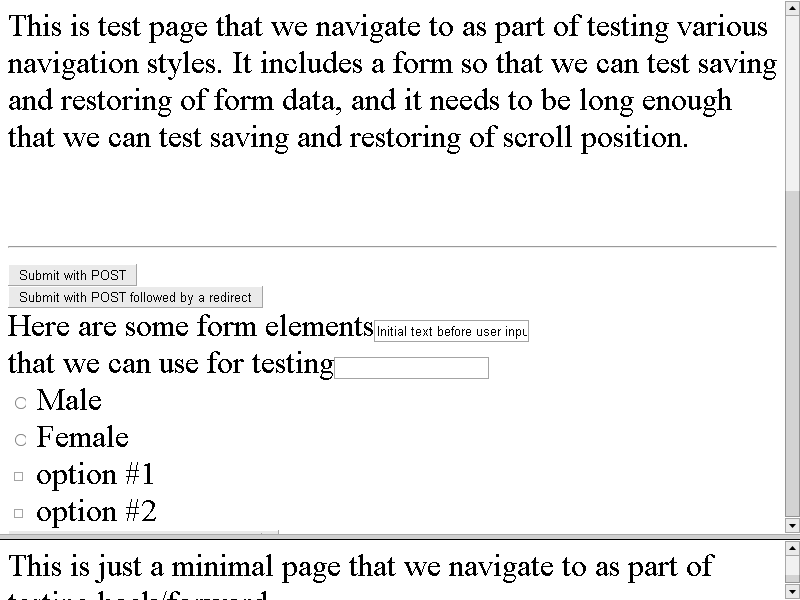 This is test page that we navigate to as part of testing various
navigation styles. It includes a form so that we can test saving
and restoring of form data, and it needs to be long enough
that we can test saving and restoring of scroll position.
Submit with POST
Submit with POST followed by a redirect
Here are some form elements Initial text before user inpu
that we can use for testing
Male
Female
option #1
option #2
This is just a minimal page that we navigate to as part of
testing back/forward